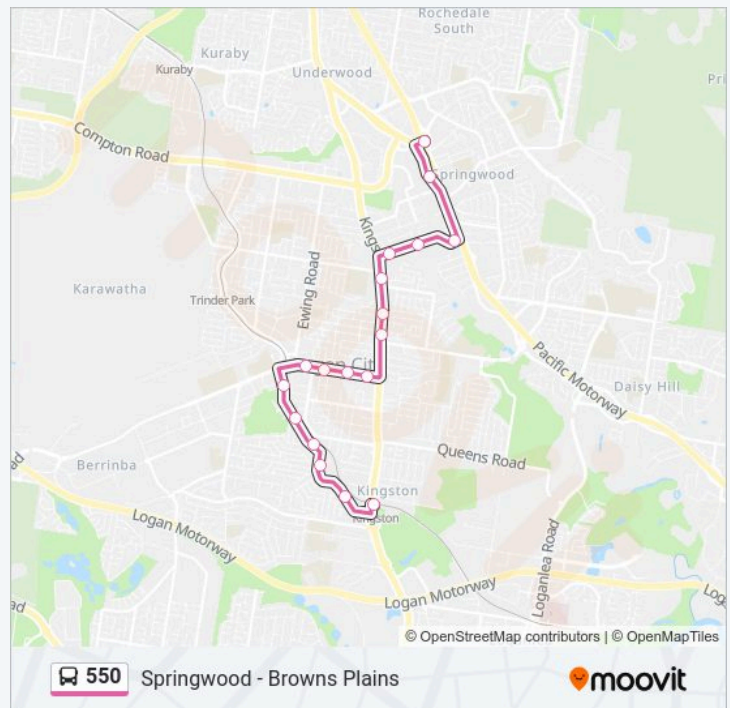 Rochedale
South
Kuraby
Kuraby
Underwood
Compton Road
Springwood
Ewing Road
Karawatha
Trinder Park
Pacific Motorway
Daisy Hill
Queens Road
Berrinba
Kingston
Kingston
Logan Motorway
Loganlea Road
Logan Motorway
© OpenStreetMap contributors | © OpenMapTiles
550
Springwood - Browns Plains
moovit